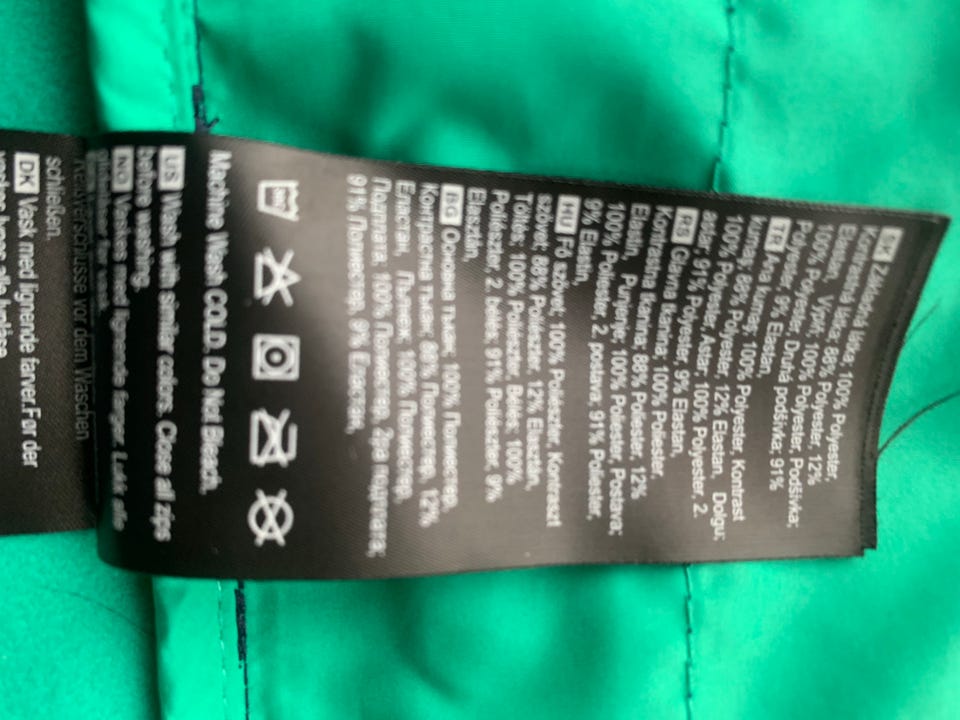 SK Základná látka: 100% Polyester,
Kontrastná látka: 88% Polyester, 12%
Elastan, Výplň: 100% Polyester,
100% Polyester, Podšívka:
Polyester, Druhá podšívka: 91%
Polyester, 9% Elastan,
TR Ana kumaş: 100% Polyester, Kontrast
kumaş: 88% Polyester, 12% Elastan, Dolgu:
100% Polyester, Astar: 100% Polyester, 2.
astar: 91% Polyester, 9% Elastan,
RS Glavna Tkanina: 100% Poliester,
Kontrastna tkanina: 88% Poliester, 12%
Elastin, Punjenje: 100% Poliester, Postava:
100% Poliester, 2. postava: 91% Poliester,
9% Elastin,
HU Fő szövet: 100% Poliészter, Kontraszt
szövet: 88% Poliészter, 12% Elasztán,
Töltés: 100% Poliészter, Bélés: 100%
Poliészter, 2. bélés: 91% Poliészter, 9%
Elasztán,
BG Основна тъкан: 100% Полиестер,
Контрастна тъкан: 88% Полиестер, 12%
Еластан, Пълнеж: 100% Полиестер,
Подплата: 100% Полиестер, 2ра подплата:
91% Полиестер, 9% Еластан,
Machine Wash COLD. Do Not Bleach.
US Wash with similar colors. Close all zips
before washing.
NO Vaskes med lignende farger. Lukk alle
glidelåser før vask.
vor dem Waschen
schließen.
DK Vask med lignende farver. Før der